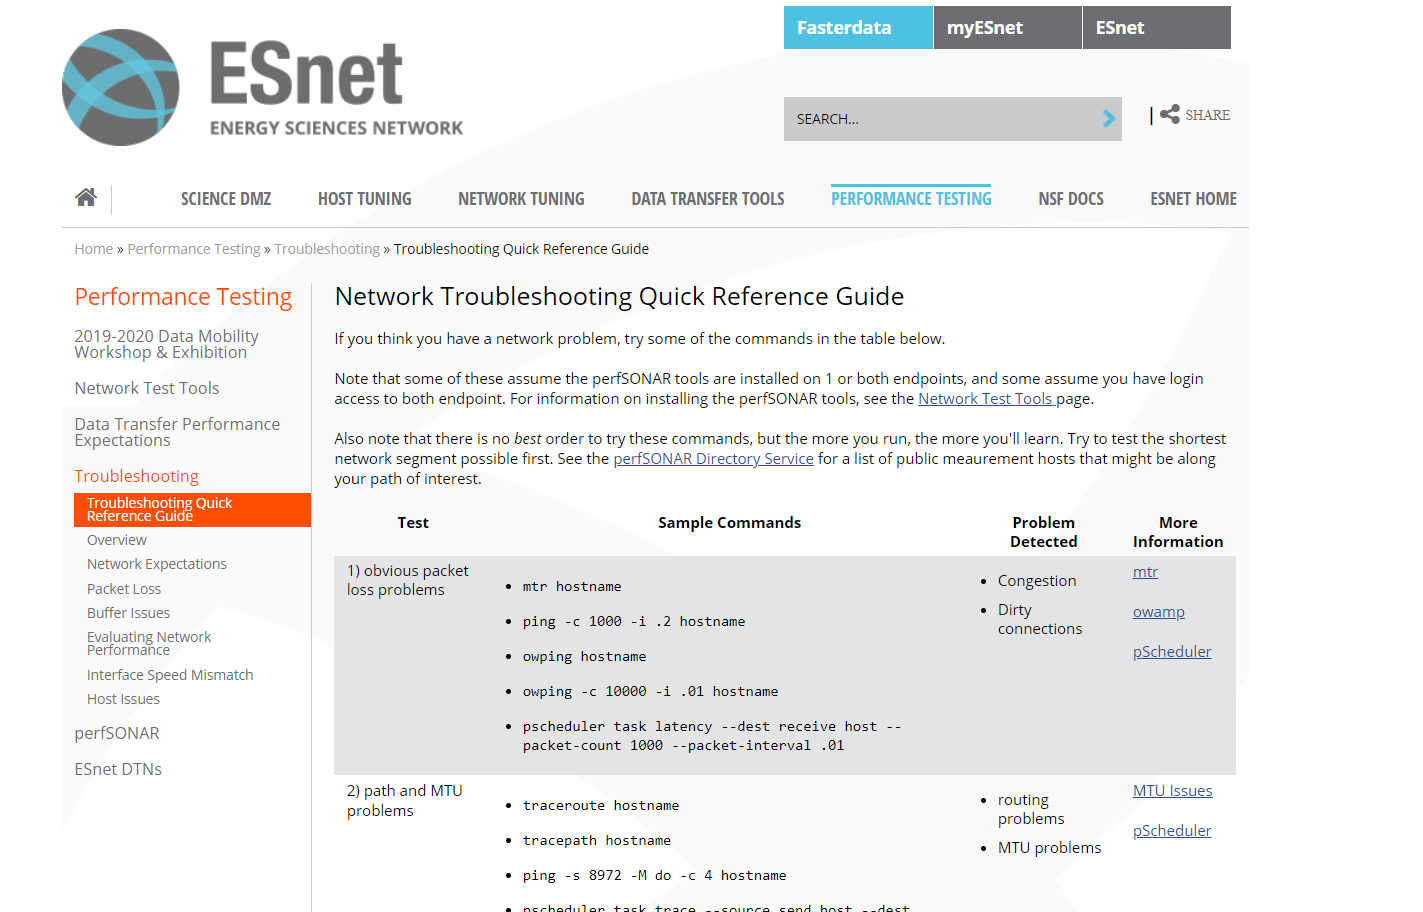 Fasterdata myESnet ESnet
ESnet
ENERGY SCIENCES NETWORK
SEARCH...
| SHARE
SCIENCE DMZ HOST TUNING NETWORK TUNING DATA TRANSFER TOOLS PERFORMANCE TESTING NSF DOCS ESNET HOME
Home » Performance Testing » Troubleshooting » Troubleshooting Quick Reference Guide
Performance Testing
2019-2020 Data Mobility
Workshop & Exhibition
Network Test Tools
Data Transfer Performance
Expectations
Troubleshooting
Troubleshooting Quick
Reference Guide
Overview
Network Expectations
Packet Loss
Buffer Issues
Evaluating Network
Performance
Interface Speed Mismatch
Host Issues
perfSONAR
ESnet DTNs
Network Troubleshooting Quick Reference Guide
If you think you have a network problem, try some of the commands in the table below.
Note that some of these assume the perfSONAR tools are installed on 1 or both endpoints, and some assume you have login
access to both endpoint. For information on installing the perfSONAR tools, see the Network Test Tools page.
Also note that there is no best order to try these commands, but the more you run, the more you'll learn. Try to test the shortest
network segment possible first. See the perfSONAR Directory Service for a list of public meaurement hosts that might be along
your path of interest.
Test
Sample Commands
Problem
Detected
More
Information
1) obvious packet
loss problems
• mtr hostname
• ping -c 1000 -i .2 hostname
• owping hostname
• owping -c 10000 -i .01 hostname
• pscheduler task latency --dest receive host --
packet-count 1000 --packet-interval .01
• Congestion
• Dirty
connections
mtr
owamp
pScheduler
2) path and MTU
problems
• traceroute hostname
• tracepath hostname
• ping -s 8972 -M do -c 4 hostname
• pscheduler task trace --source send host --dest
• routing
problems
• MTU problems
MTU Issues
pScheduler